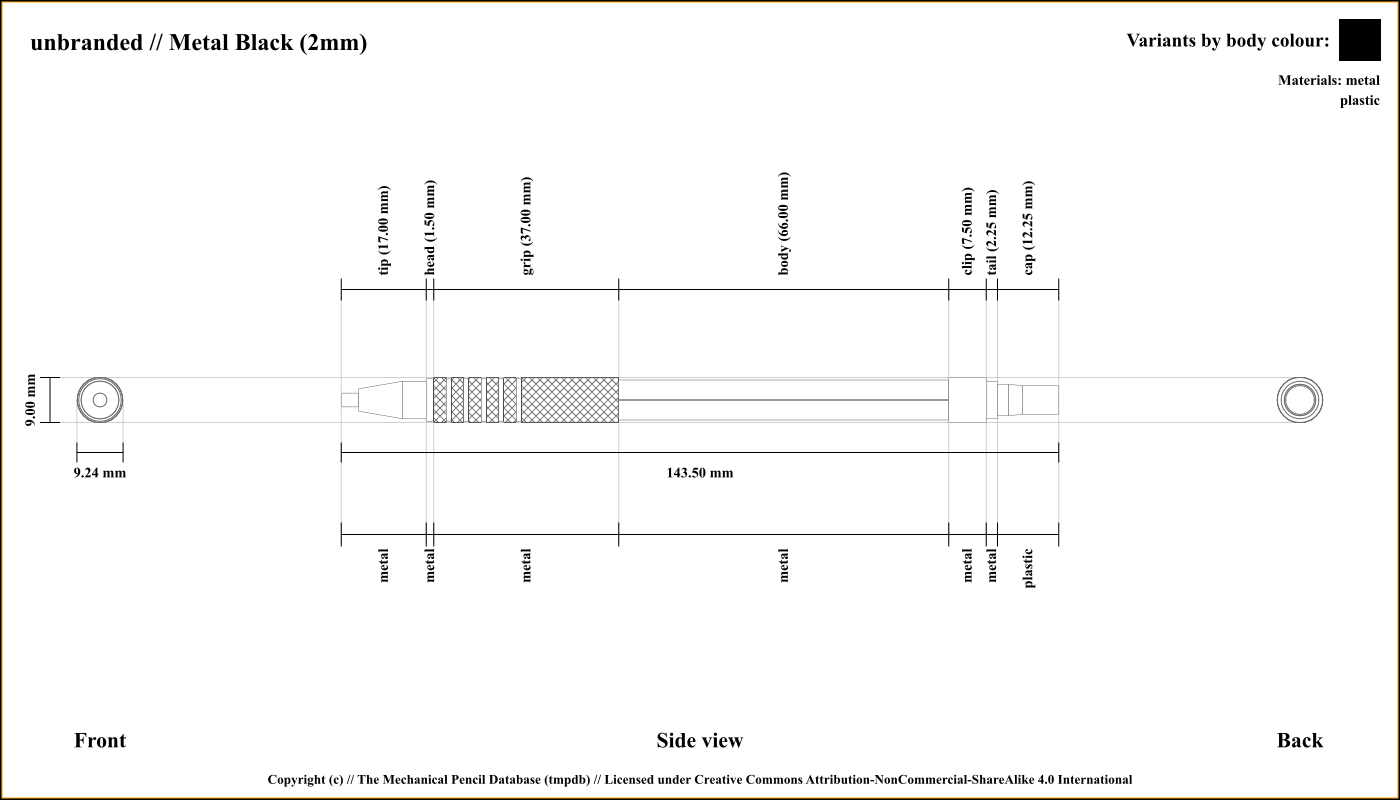 unbranded // Metal Black (2mm)
Variants by body colour:
Materials: metal
plastic
tip (17.00 mm)
head (1.50 mm)
grip (37.00 mm)
body (66.00 mm)
clip (7.50 mm)
tail (2.25 mm)
cap (12.25 mm)
9.00 mm
9.24 mm
143.50 mm
metal
metal
metal
metal
metal
metal
plastic
Front
Side view
Back
Copyright (c) // The Mechanical Pencil Database (tmpdb) // Licensed under Creative Commons Attribution-NonCommercial-ShareAlike 4.0 International